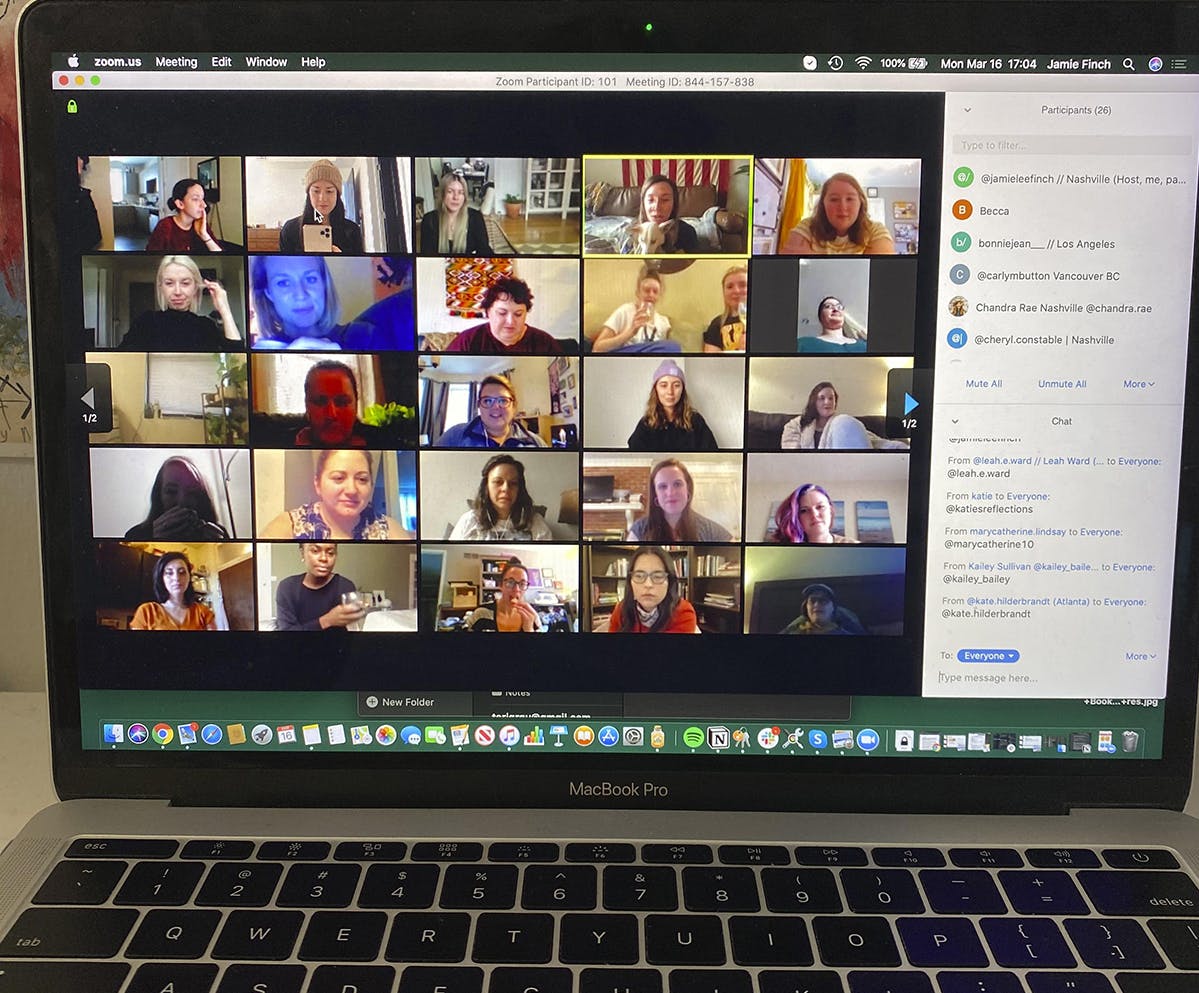 zoom.us Meeting Edit Window Help 100% Mon Mar 16 17:04 Jamie Finch
Zoom Participant ID: 101 Meeting ID: 844-157-838
Participants (26)
Type to filter...
@/ @jamieleefinch // Nashville (Host, me, pa...
B Becca
b/ bonniejean__ // Los Angeles
C @carlymbutton Vancouver BC
Chandra Rae Nashville @chandra.rae
@| @cheryl.constable | Nashville
Mute All Unmute All More
1/2
1/2
Chat
@jamieleefinch
From @leah.e.ward // Leah Ward (... to Everyone:
@leah.e.ward
From katie to Everyone:
@katiesreflections
From marycatherine.lindsay to Everyone:
@marycatherine10
From Kailey Sullivan @kailey_baile... to Everyone:
@kailey_bailey
From @kate.hilderbrandt (Atlanta) to Everyone:
@kate.hilderbrandt
To: Everyone More
Type message here...
New Folder
Notes
+Book...+res.jpg
16
MacBook Pro
esc F1 F2 F3 F4 F5 F6 F7 F8 F9 F10 F11 F12
~ ` ! 1 @ 2 # 3 $ 4 % 5 ^ 6 & 7 * 8 ( 9 ) 0 — - + = delete
tab Q W E R T Y U I O P { [ } ]
A S D F G H J K L : ; " '